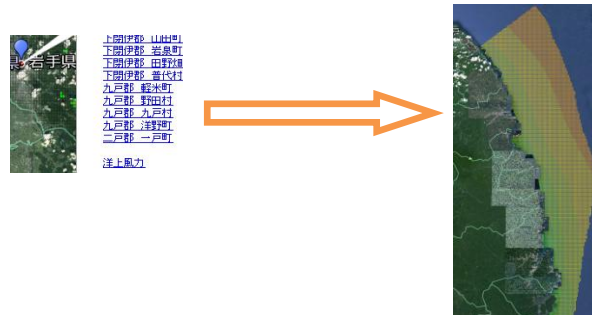 岩手県
下閉伊郡 山田町
下閉伊郡 岩泉町
下閉伊郡 田野畑
下閉伊郡 普代村
九戸郡 軽米町
九戸郡 野田村
九戸郡 九戸村
九戸郡 洋野町
二戸郡 一戸町
洋上風力